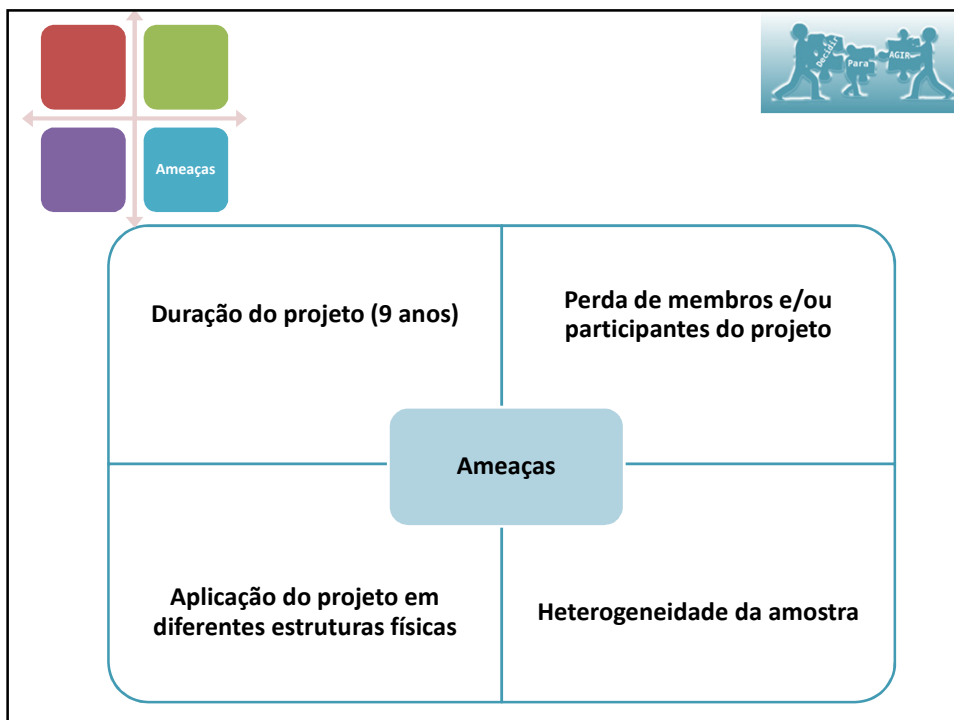 Decidir
Para
AGIR
Ameaças
Duração do projeto (9 anos)
Perda de membros e/ou
participantes do projeto
Ameaças
Aplicação do projeto em
diferentes estruturas físicas
Heterogeneidade da amostra